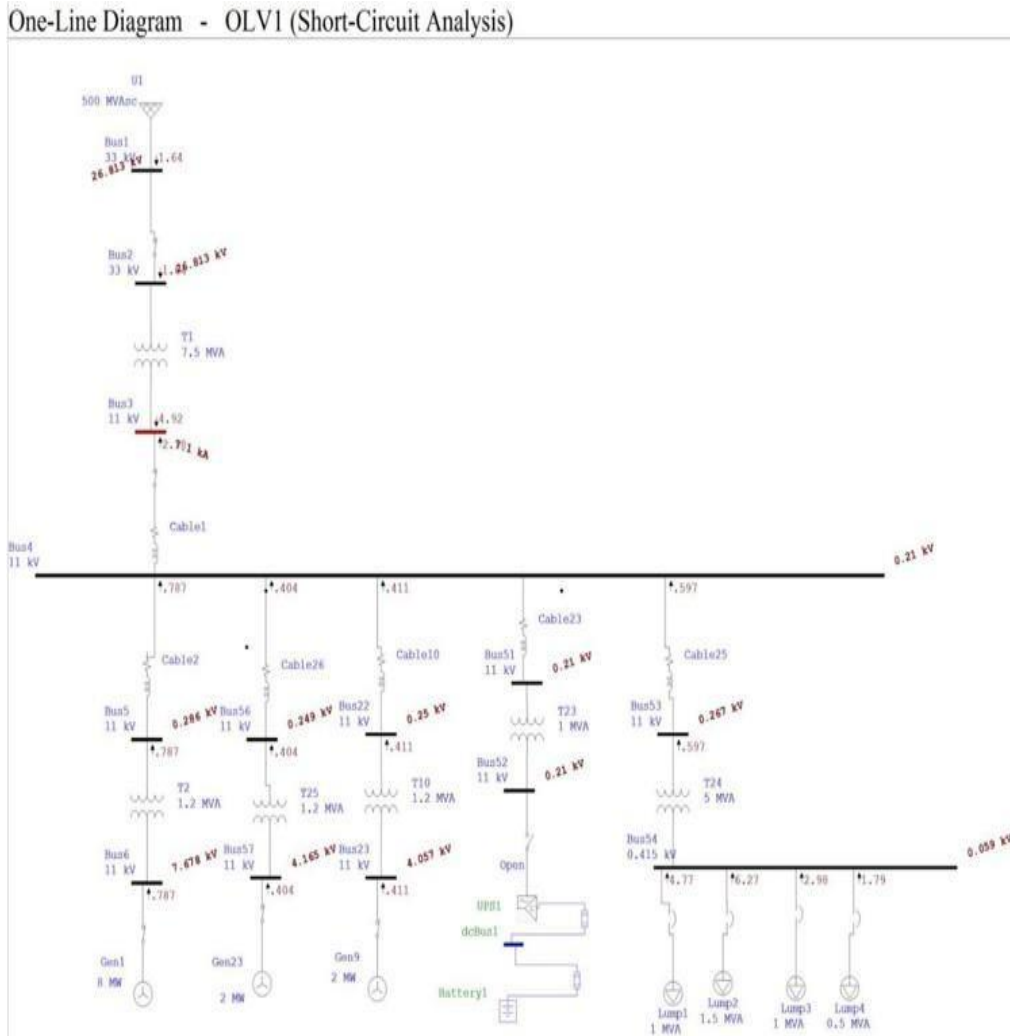 One-Line Diagram - OLV1 (Short-Circuit Analysis)
U1
500 MVAsc
Bus1
33 kV
1.64
26.813 kV
Bus2
33 kV
26.813 kV
T1
7.5 MVA
Bus3
11 kV
4.92
kA
Cable1
Bus4
11 kV
0.21 kV
.787
.404
.411
.597
Cable2
Cable26
Cable10
Cable23
Cable25
Bus5
11 kV
0.286 kV
.787
Bus56
11 kV
0.249 kV
.404
Bus22
11 kV
0.25 kV
.411
Bus51
11 kV
0.21 kV
Bus53
11 kV
0.267 kV
.597
T2
1.2 MVA
T25
1.2 MVA
T10
1.2 MVA
T23
1 MVA
T24
5 MVA
Bus52
11 kV
0.21 kV
Bus6
11 kV
7.678 kV
.787
Bus57
11 kV
4.165 kV
.404
Bus23
11 kV
4.057 kV
.411
Open
Bus54
0.415 kV
0.059 kV
4.77
6.27
2.98
1.79
UPS1
dcBus1
Battery1
Gen1
8 MW
Gen23
2 MW
Gen9
2 MW
Lump1
1 MVA
Lump2
1.5 MVA
Lump3
1 MVA
Lump4
0.5 MVA